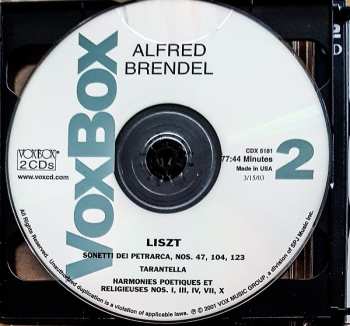 ALFRED
BRENDEL
VOXBOX
VOXBOX®
2 CDs
www.voxcd.com
CDX 5181
77:44 Minutes
Made in USA
3/15/03
2
LISZT
SONETTI DEI PETRARCA, NOS. 47, 104, 123
TARANTELLA
HARMONIES POETIQUES ET
RELIGIEUSES NOS. I, III, IV, VII, X
All Rights Reserved. Unauthorized duplication is a violation of applicable laws. ℗ © 2001 VOX MUSIC GROUP, a division of SPJ Music Inc.